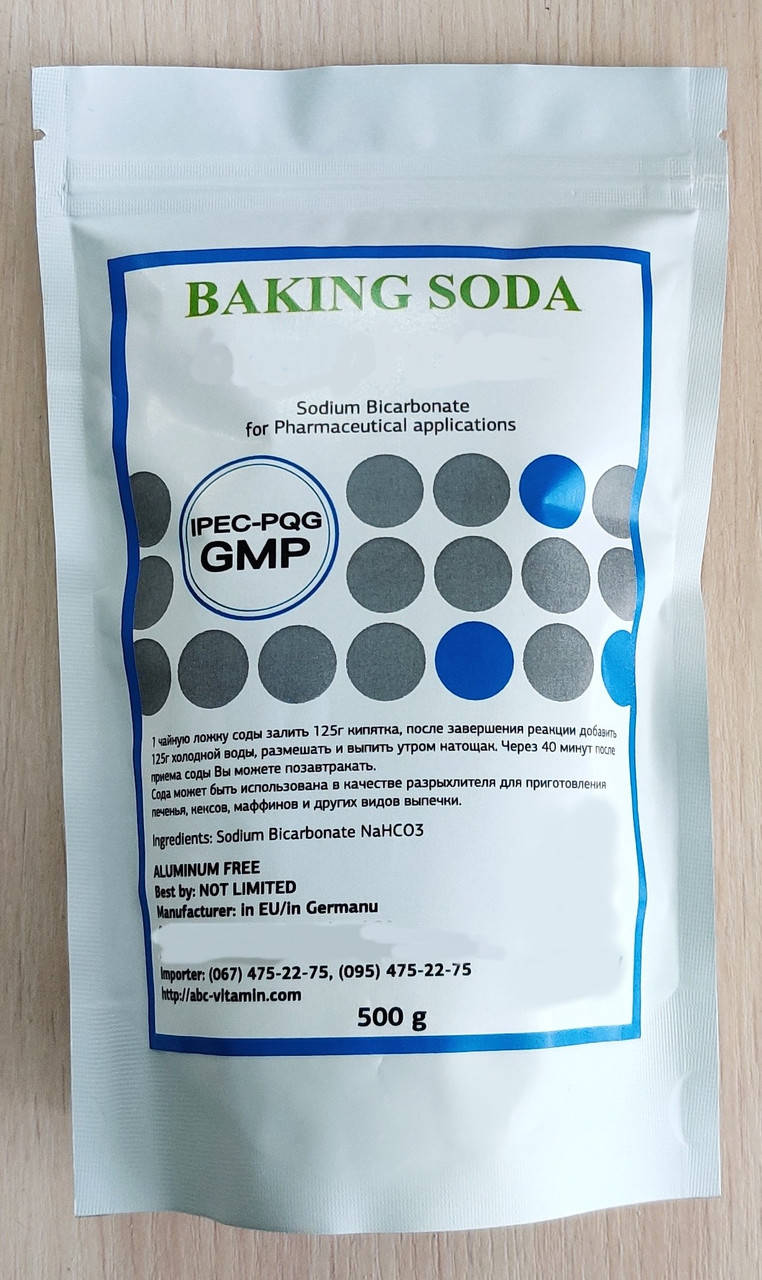 BAKING SODA
Sodium Bicarbonate
for Pharmaceutical applications
IPEC-PQG
GMP
1 чайную ложку соды залить 125г кипятка, после завершения реакции добавить
125г холодной воды, размешать и выпить утром натощак. Через 40 минут после
приема соды Вы можете позавтракать.
Сода может быть использована в качестве разрыхлителя для приготовления
печенья, кексов, маффинов и других видов выпечки.
Ingredients: Sodium Bicarbonate NaHCO3
ALUMINUM FREE
Best by: NOT LIMITED
Manufacturer: in EU/in Germanu
Importer: (067) 475-22-75, (095) 475-22-75
http://abc-vitamin.com
500 g